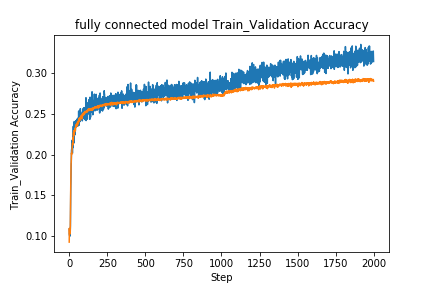 fully connected model Train_Validation Accuracy
Train_Validation Accuracy
0.30
0.25
0.20
0.15
0.10
0 250 500 750 1000 1250 1500 1750 2000
Step